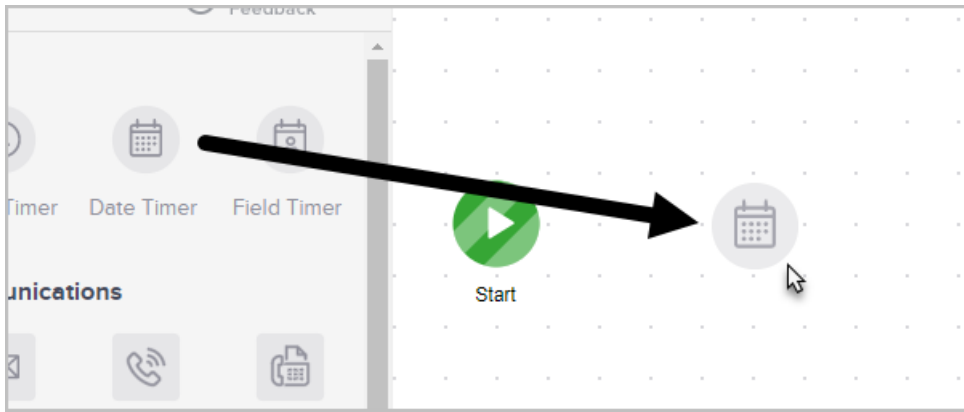 Feedback
Timer
Date Timer
Field Timer
unications
Start